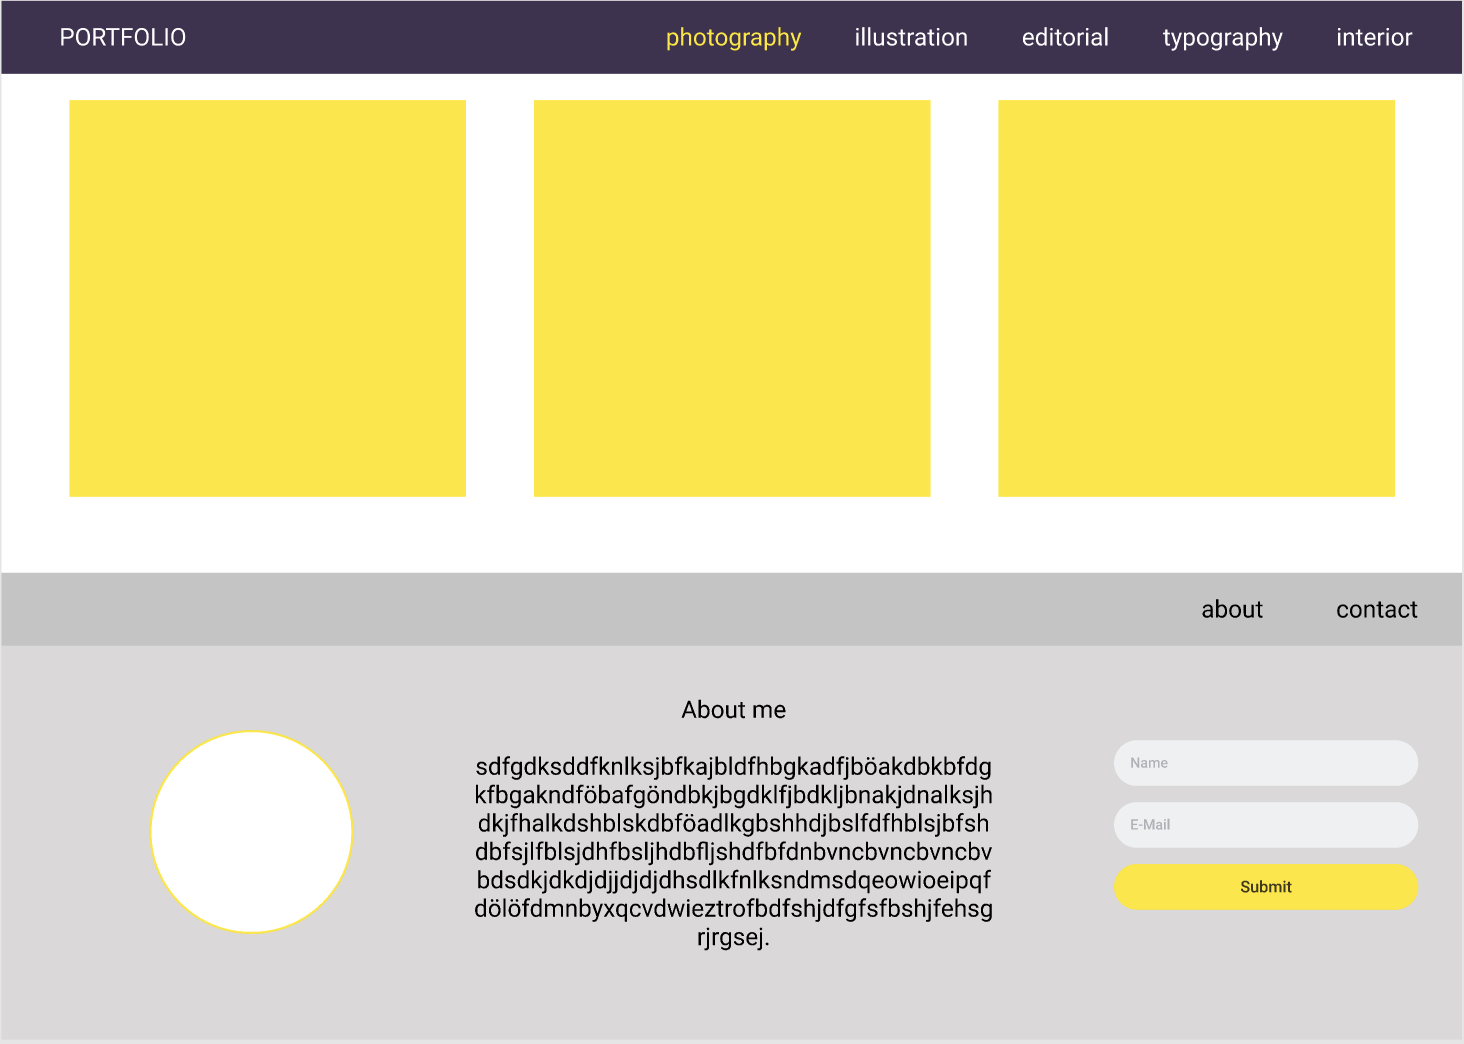 PORTFOLIO photography illustration editorial typography interior
about contact
About me
sdfgdksddfknlksjbfkajbldfhbgkadfjböakdbkbfdg
kfbgakndföbafgöndbkjbgdklfjbdkljbnakjdnalksjh
dkjfhalkdshblskdbföadlkgbshhdjbslfdfhblsjbfsh
dbfsjlfblsjdhfbsljhdbfljshdfbfdnbvncbvncbvncbv
bdsdkjdkdjdjjdjdjdhsdlkfnlksndmsdqeowioeipqf
dölöfdmnbyxqcvdwieztrofbdfshjdfgfsfbshjfehsg
rjrgsej.
Name
E-Mail
Submit